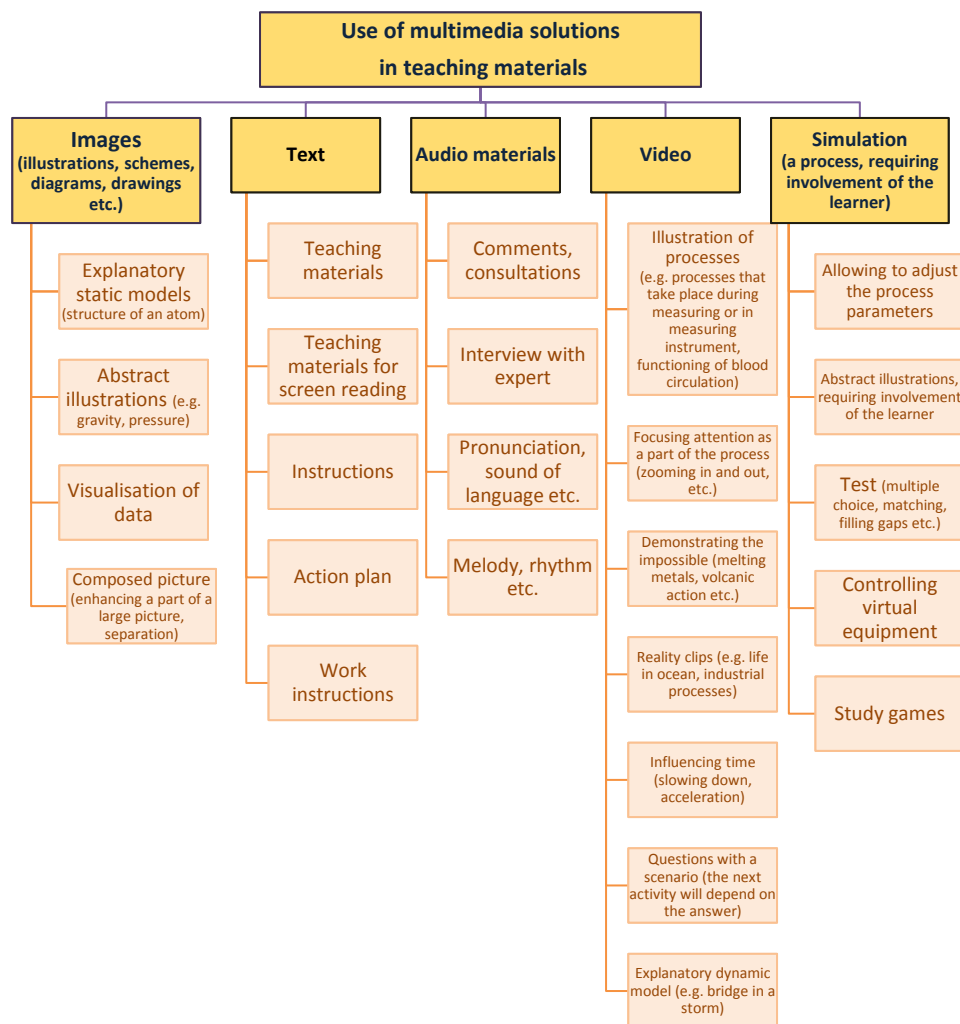 Use of multimedia solutions
in teaching materials
Images
(illustrations, schemes,
diagrams, drawings
etc.)
Explanatory
static models
(structure of an atom)
Abstract
illustrations (e.g.
gravity, pressure)
Visualisation of
data
Composed picture
(enhancing a part of a
large picture,
separation)
Text
Teaching
materials
Teaching
materials for
screen reading
Instructions
Action plan
Work
instructions
Audio materials
Comments,
consultations
Interview with
expert
Pronunciation,
sound of
language etc.
Melody, rhythm
etc.
Video
Illustration of
processes
(e.g. processes that
take place during
measuring or in
measuring
instrument,
functioning of blood
circulation)
Focusing attention as
a part of the process
(zooming in and out,
etc.)
Demonstrating the
impossible (melting
metals, volcanic
action etc.)
Reality clips (e.g. life
in ocean, industrial
processes)
Influencing time
(slowing down,
acceleration)
Questions with a
scenario (the next
activity will depend on
the answer)
Explanatory dynamic
model (e.g. bridge in a
storm)
Simulation
(a process, requiring
involvement of the
learner)
Allowing to adjust
the process
parameters
Abstract illustrations,
requiring involvement
of the learner
Test (multiple
choice, matching,
filling gaps etc.)
Controlling
virtual
equipment
Study games